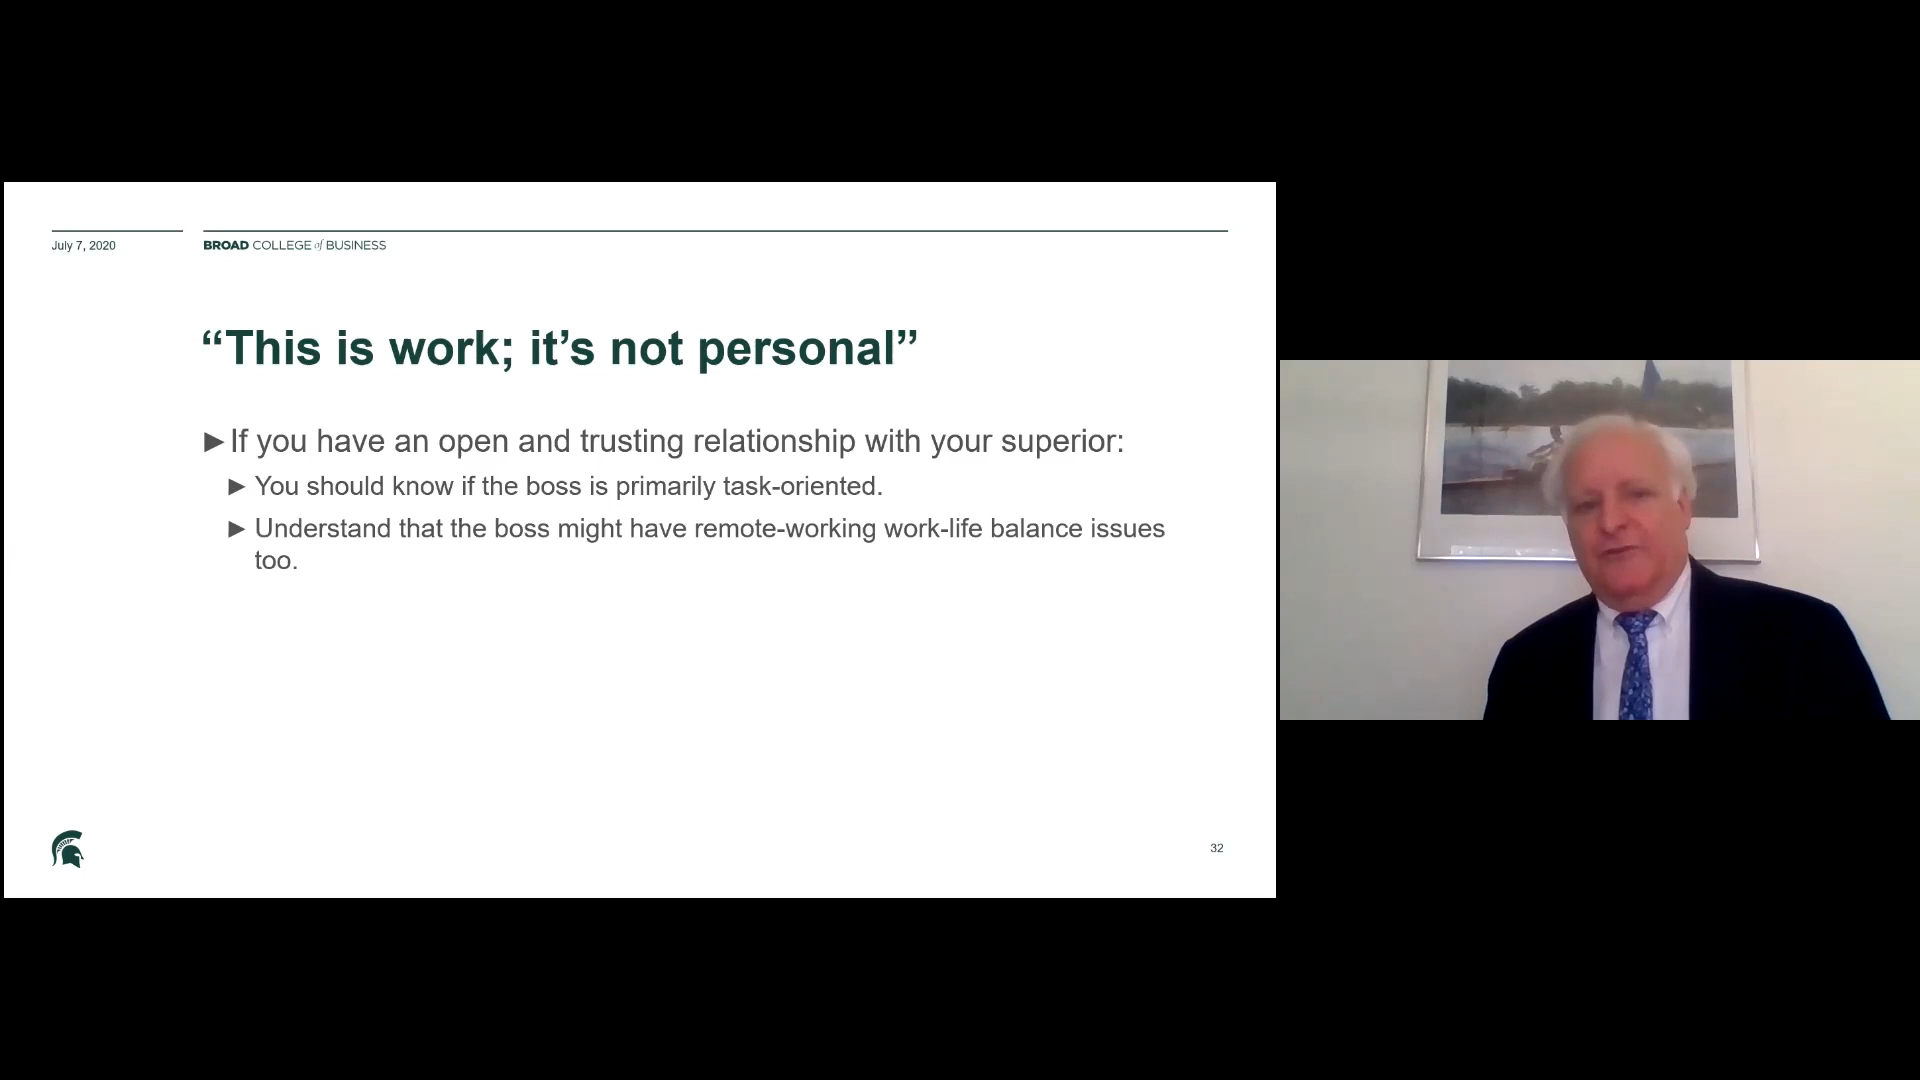 July 7, 2020
BROAD COLLEGE of BUSINESS
“This is work; it’s not personal”
►If you have an open and trusting relationship with your superior:
► You should know if the boss is primarily task-oriented.
► Understand that the boss might have remote-working work-life balance issues
too.
32